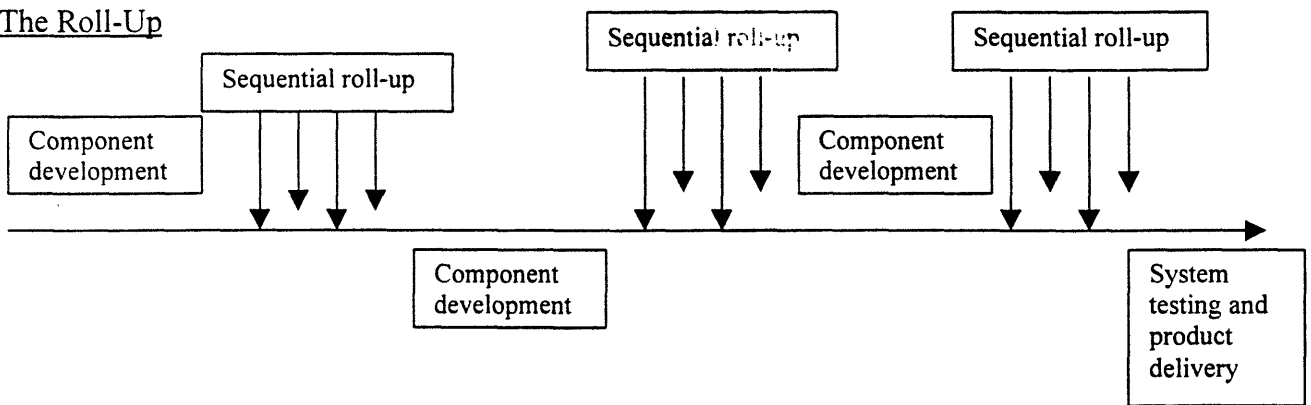 The Roll-Up
Sequential roll-up
Sequential roll-up
Sequential roll-up
Component
development
Component
development
Component
development
System
testing and
product
delivery